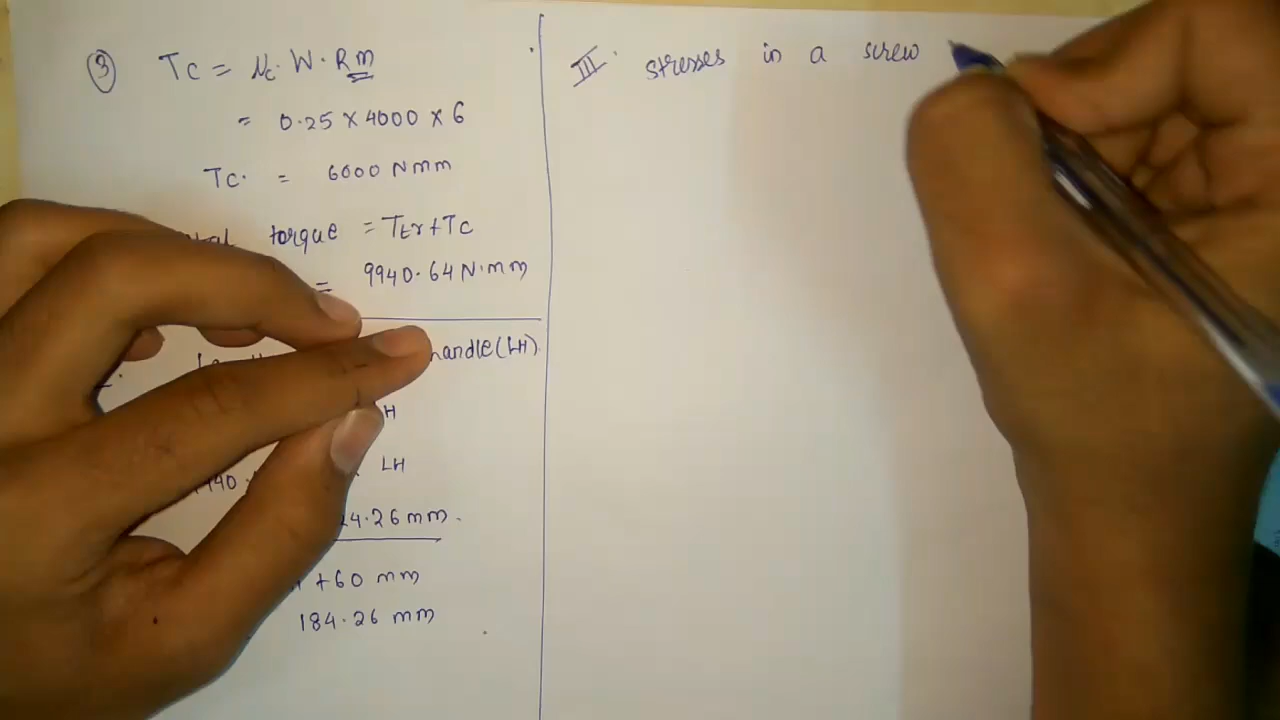 ③ Tc = μc. W. Rm
= 0.25 × 4000 × 6
Tc. = 6000 Nmm
torque = Ttr + Tc
= 9940.64 N.mm
handle (LH).
H
LH
24.26 mm.
+60 mm
184.26 mm
III. stresses in a screw